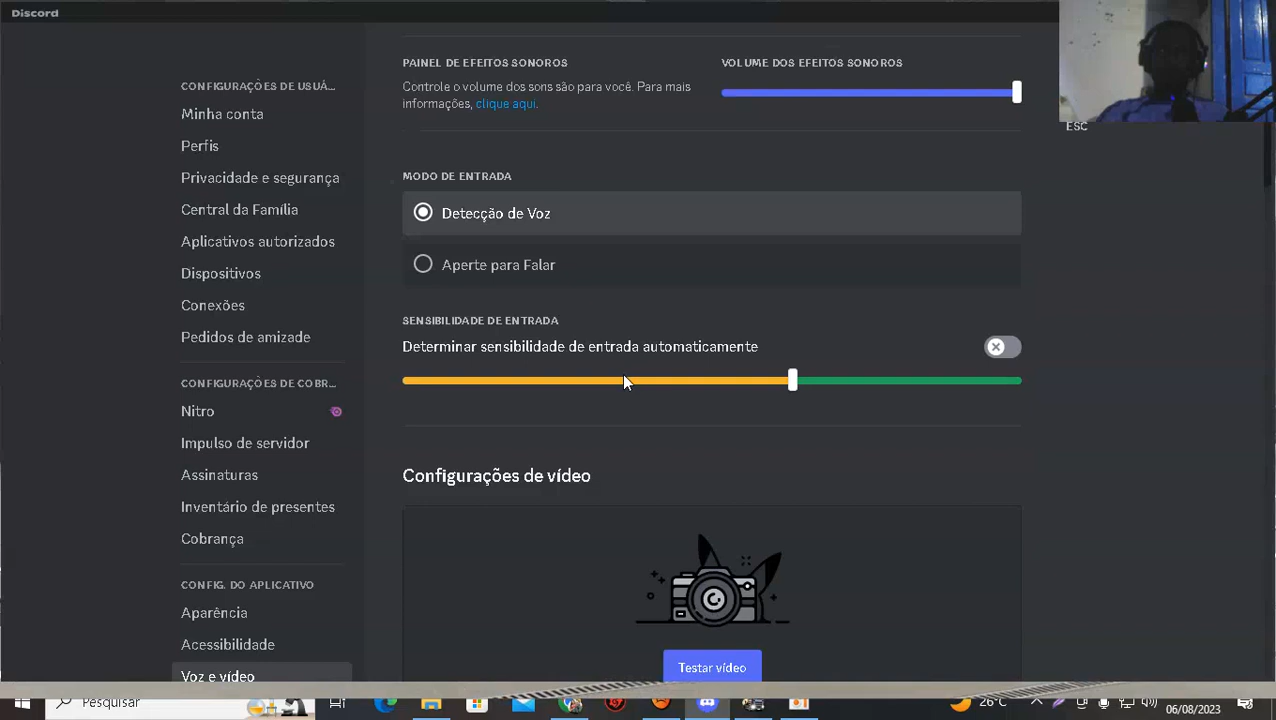 Discord
PAINEL DE EFEITOS SONOROS
Controle o volume dos sons são para você. Para mais
informações, clique aqui.
VOLUME DOS EFEITOS SONOROS
ESC
CONFIGURAÇÕES DE USUÁ...
Minha conta
Perfis
Privacidade e segurança
Central da Família
Aplicativos autorizados
Dispositivos
Conexões
Pedidos de amizade
CONFIGURAÇÕES DE COBR...
Nitro
Impulso de servidor
Assinaturas
Inventário de presentes
Cobrança
CONFIG. DO APLICATIVO
Aparência
Acessibilidade
Voz e vídeo
MODO DE ENTRADA
Detecção de Voz
Aperte para Falar
SENSIBILIDADE DE ENTRADA
Determinar sensibilidade de entrada automaticamente
Configurações de vídeo
Testar vídeo
Pesquisar
26°C
06/08/2023